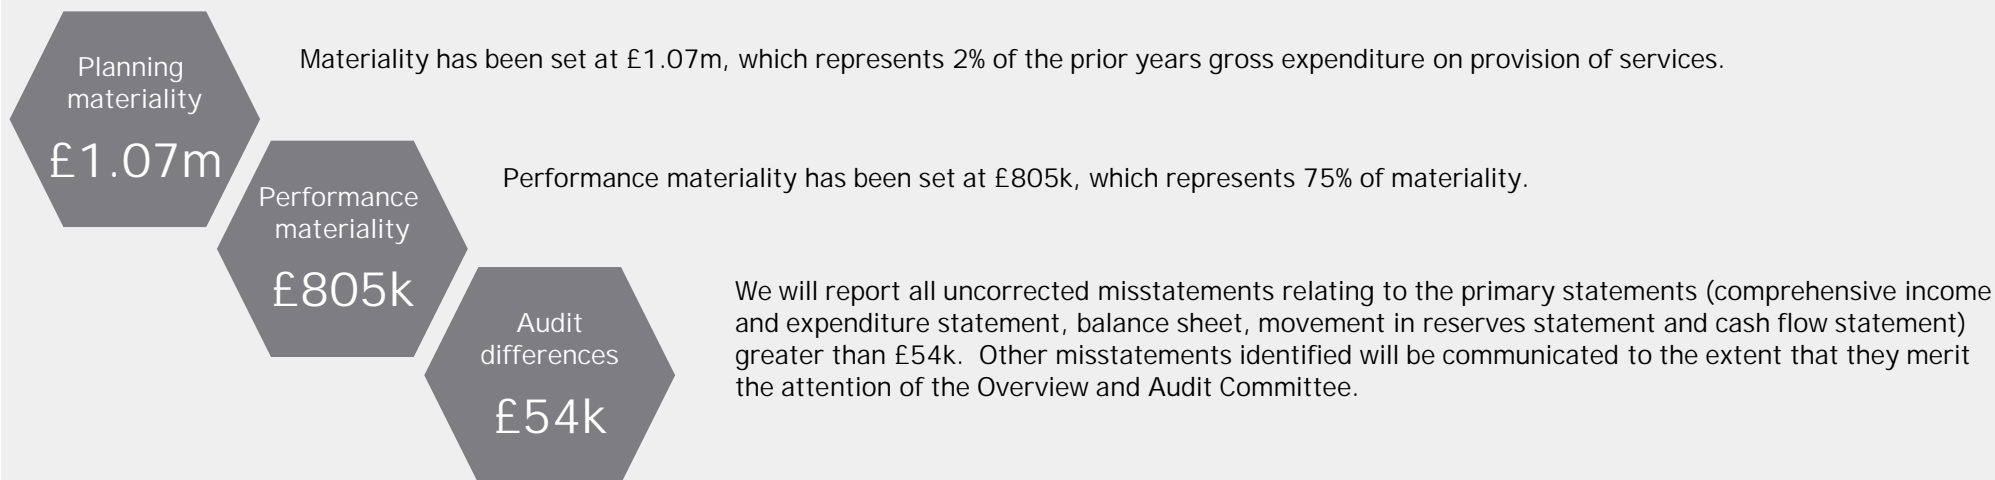 Planning
materiality
£1.07m
Materiality has been set at £1.07m, which represents 2% of the prior years gross expenditure on provision of services.
Performance
materiality
£805k
Performance materiality has been set at £805k, which represents 75% of materiality.
Audit
differences
£54k
We will report all uncorrected misstatements relating to the primary statements (comprehensive income
and expenditure statement, balance sheet, movement in reserves statement and cash flow statement)
greater than £54k.  Other misstatements identified will be communicated to the extent that they merit
the attention of the Overview and Audit Committee.